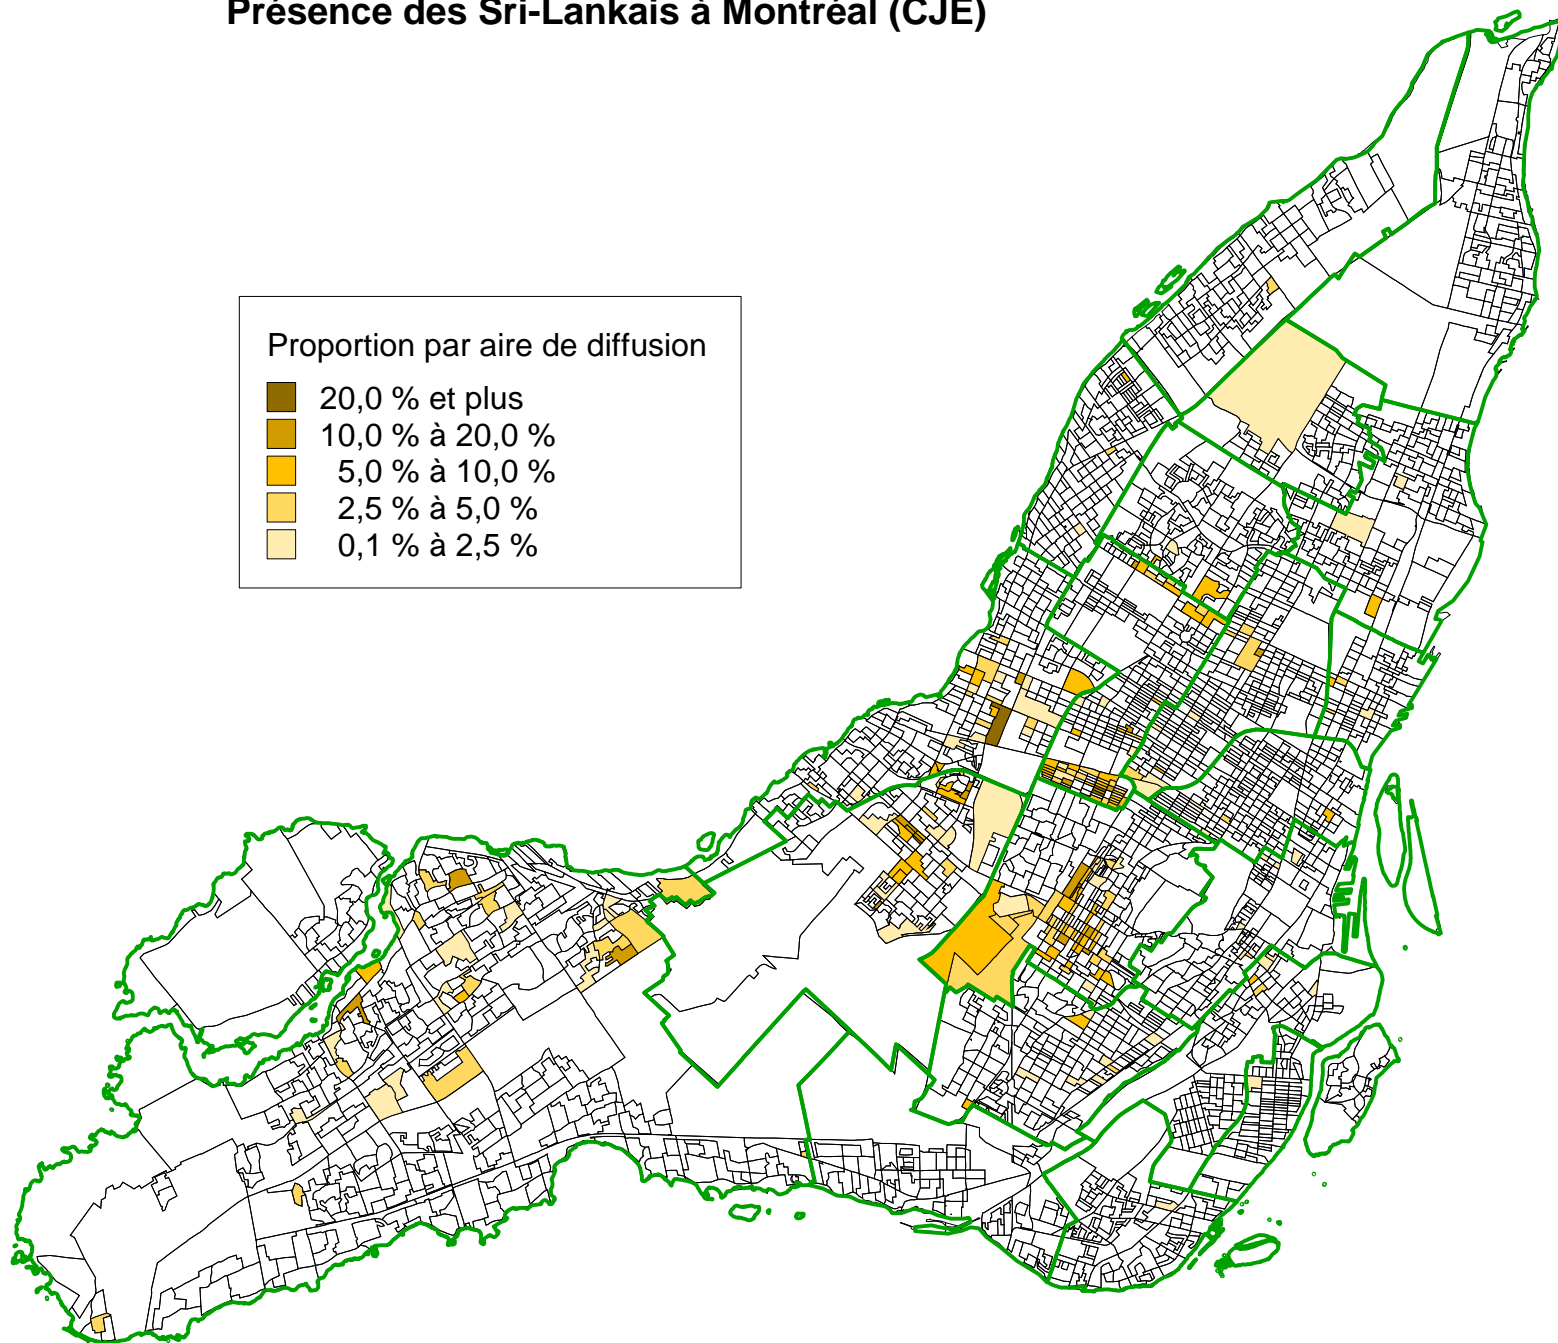 Présence des Sri-Lankais à Montréal (CJE)
Proportion par aire de diffusion
20,0 % et plus
10,0 % à 20,0 %
5,0 % à 10,0 %
2,5 % à 5,0 %
0,1 % à 2,5 %